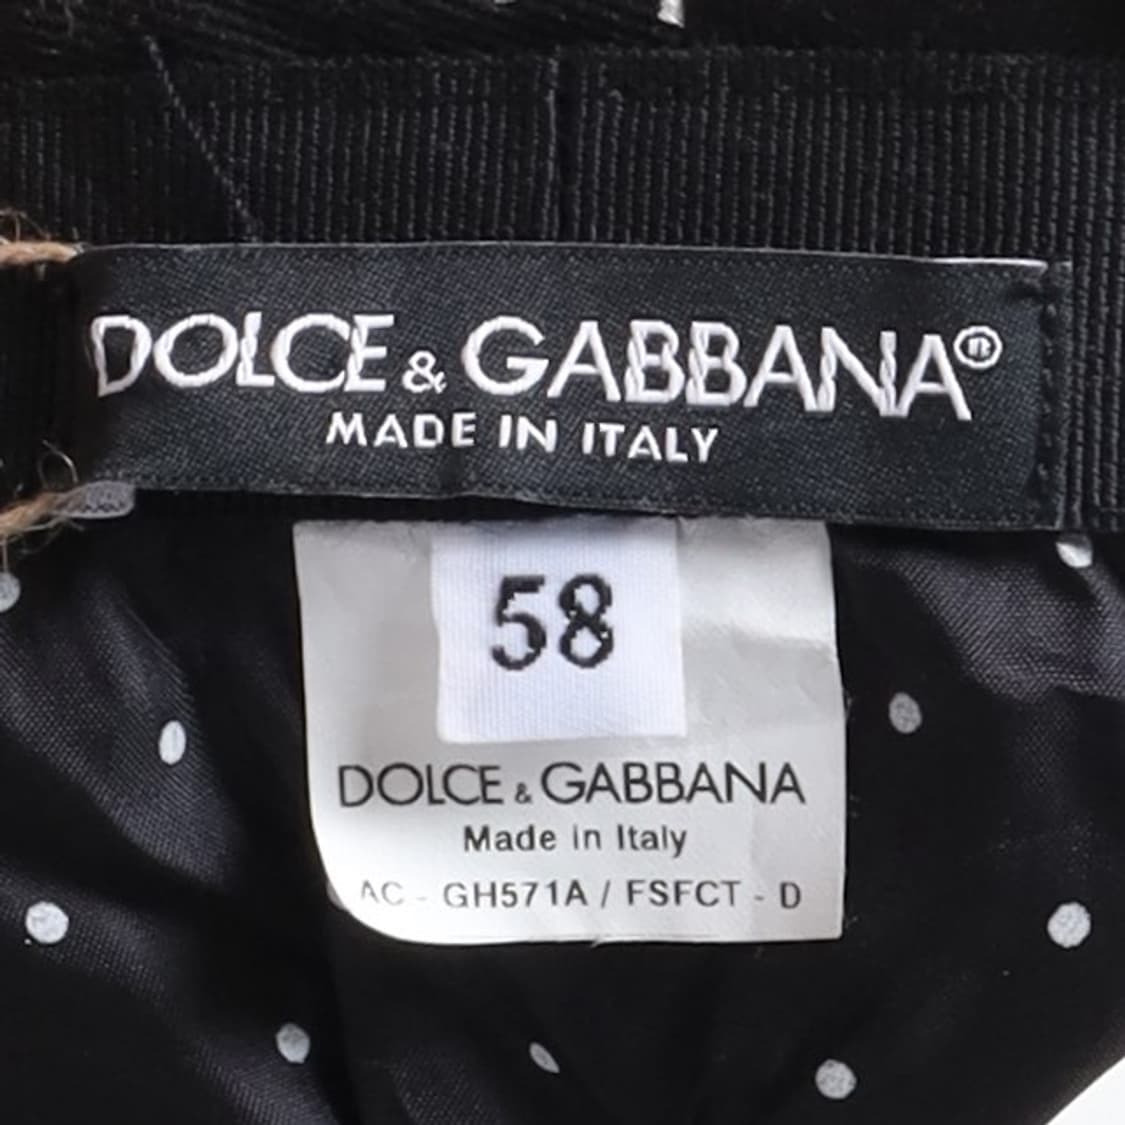 DOLCE & GABBANA®
MADE IN ITALY
58
DOLCE & GABBANA
Made in Italy
AC - GH571A / FSFCT - D